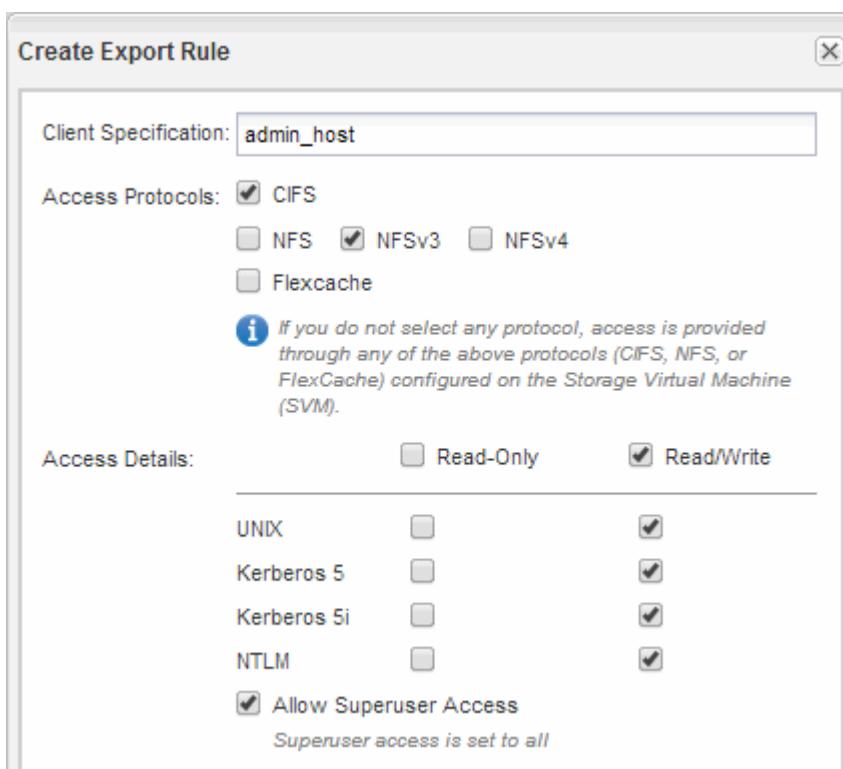 Create Export Rule
Client Specification: admin_host
Access Protocols: CIFS
NFS NFSv3 NFSv4
Flexcache
If you do not select any protocol, access is provided
through any of the above protocols (CIFS, NFS, or
FlexCache) configured on the Storage Virtual Machine
(SVM).
Access Details: Read-Only Read/Write
UNIX
Kerberos 5
Kerberos 5i
NTLM
Allow Superuser Access
Superuser access is set to all